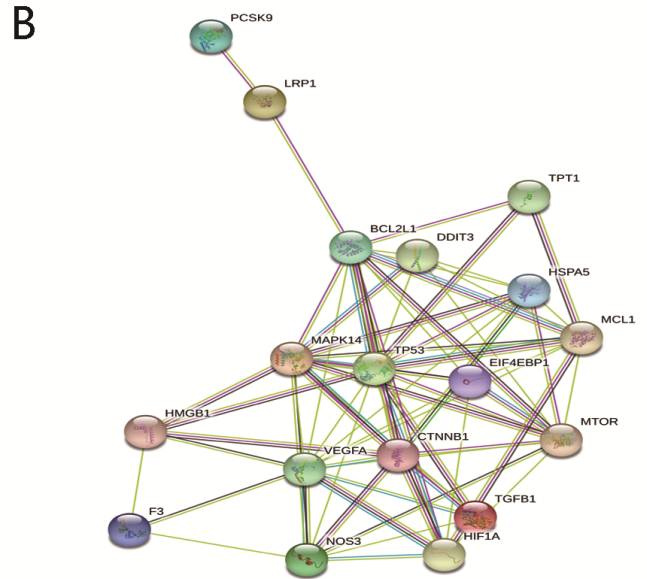 B
PCSK9
LRP1
TPT1
BCL2L1
DDIT3
HSPA5
MCL1
MAPK14
TP53
EIF4EBP1
HMGB1
MTOR
CTNNB1
VEGFA
TGFB1
F3
HIF1A
NOS3